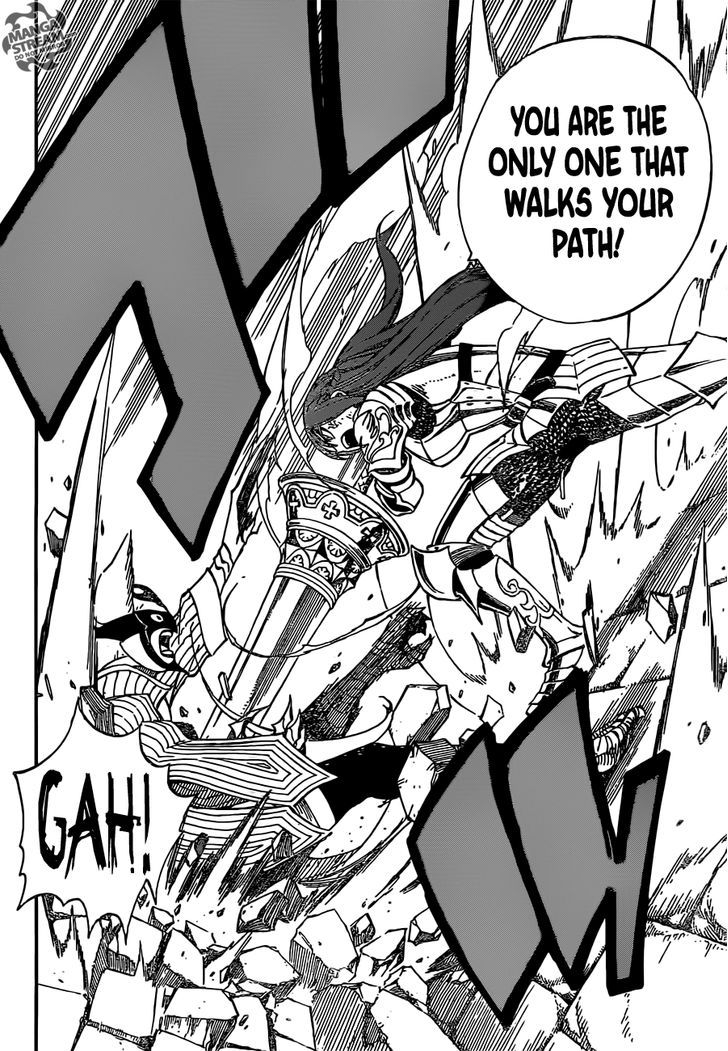 MANGA
STREAM
YOU ARE THE
ONLY ONE THAT
WALKS YOUR
PATH!
GAH!